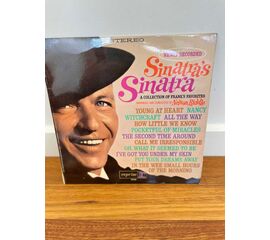 STEREO
NEWLY RECORDED
Sinatra's
Sinatra
A COLLECTION OF FRANK'S FAVORITES
Nelson Riddle
YOUNG AT HEART NANCY
WITCHCRAFT ALL THE WAY
HOW LITTLE WE KNOW
POCKETFUL OF MIRACLES
THE SECOND TIME AROUND
CALL ME IRRESPONSIBLE
OH, WHAT IT SEEMED TO BE
I'VE GOT YOU UNDER MY SKIN
PUT YOUR DREAMS AWAY
IN THE WEE SMALL HOURS
OF THE MORNING
reprise